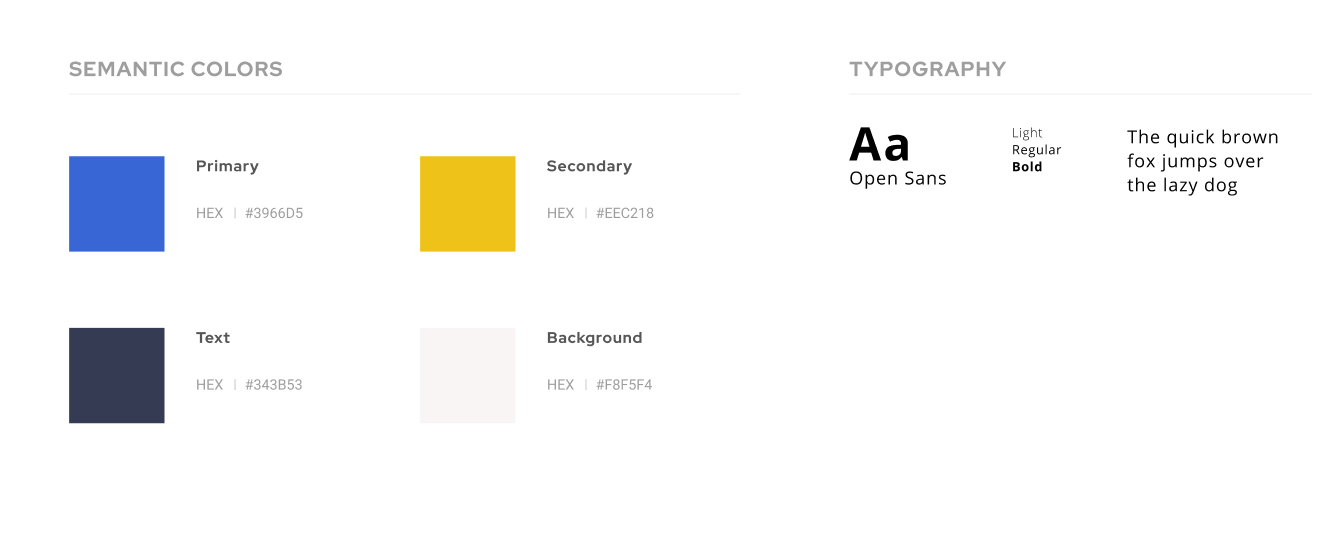 SEMANTIC COLORS
Primary
HEX | #3966D5
Secondary
HEX | #EEC218
Text
HEX | #343B53
Background
HEX | #F8F5F4
TYPOGRAPHY
Aa
Open Sans
Light
Regular
Bold
The quick brown
fox jumps over
the lazy dog